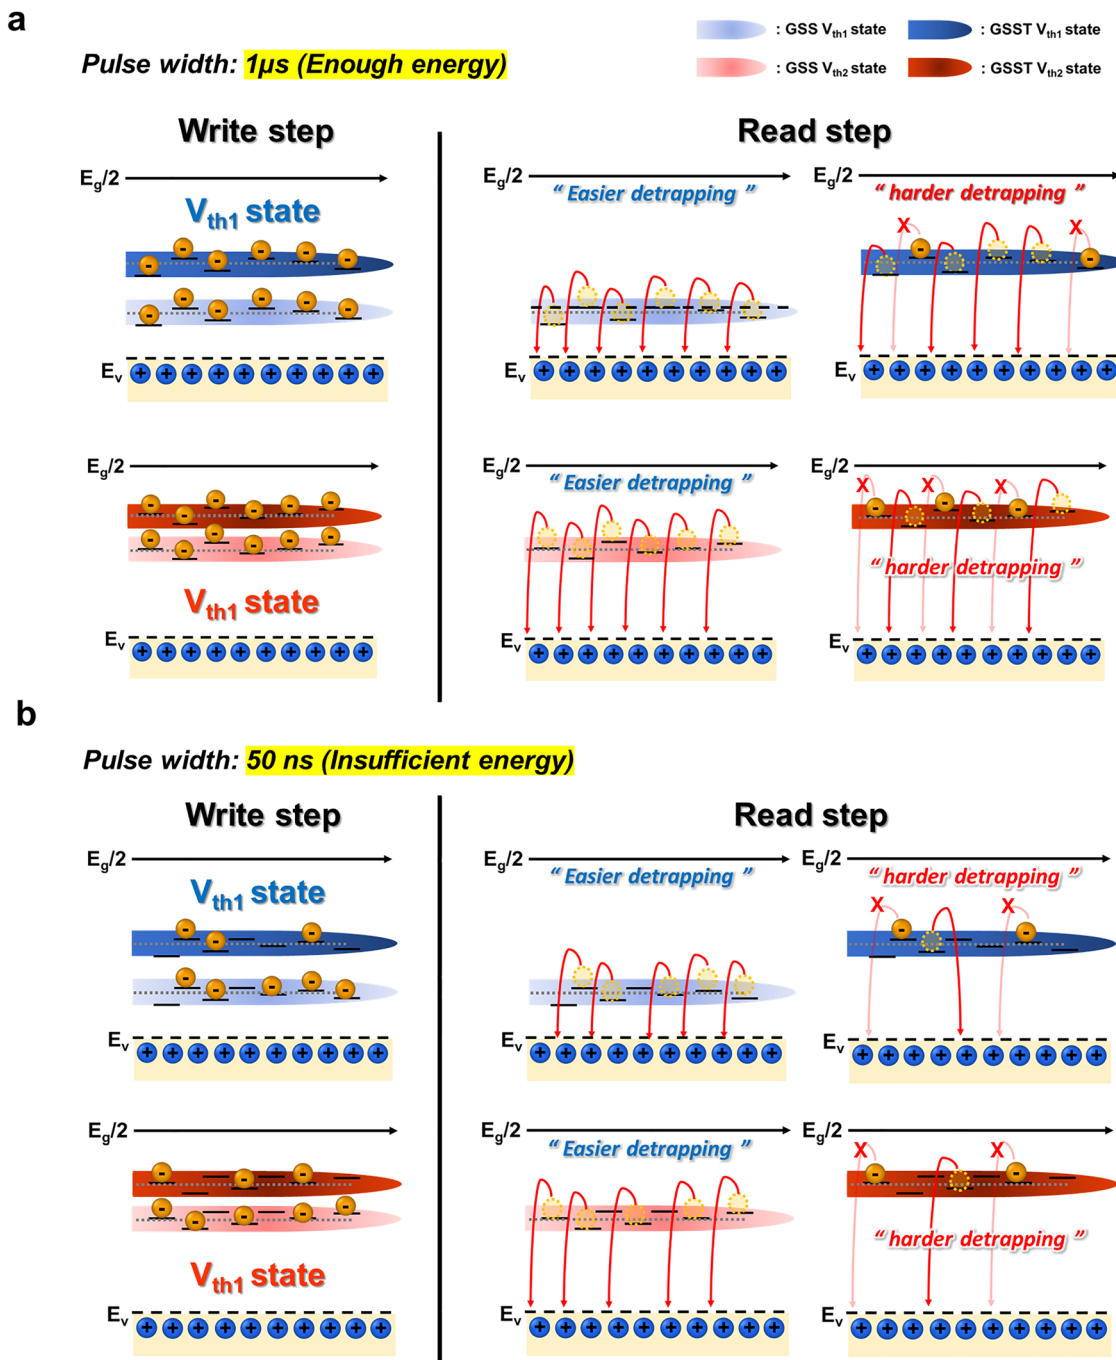 a
: GSS Vth1 state
: GSST Vth1 state
: GSS Vth2 state
: GSST Vth2 state
Pulse width: 1μs (Enough energy)
Write step
Read step
Eg/2
Vth1 state
- - - - - -
- - - - -
Ev
+ + + + + + + + + +
Eg/2
“ Easier detrapping ”
Ev
+ + + + + + + + + +
Eg/2
“ harder detrapping ”
X X
- -
Ev
+ + + + + + + + + +
Eg/2
- - - - - -
- - - - - -
Vth1 state
Ev
+ + + + + + + + + +
Eg/2
“ Easier detrapping ”
Ev
+ + + + + + + + + +
Eg/2
X X X
- - -
“ harder detrapping ”
Ev
+ + + + + + + + + +
b
Pulse width: 50 ns (Insufficient energy)
Write step
Read step
Eg/2
Vth1 state
- - -
- - - - -
Ev
+ + + + + + + + + +
Eg/2
“ Easier detrapping ”
Ev
+ + + + + + + + + +
Eg/2
“ harder detrapping ”
X X
- -
Ev
+ + + + + + + + + +
Eg/2
- - -
- - - - -
Vth1 state
Ev
+ + + + + + + + + +
Eg/2
“ Easier detrapping ”
Ev
+ + + + + + + + + +
Eg/2
X X
- -
“ harder detrapping ”
Ev
+ + + + + + + + + +